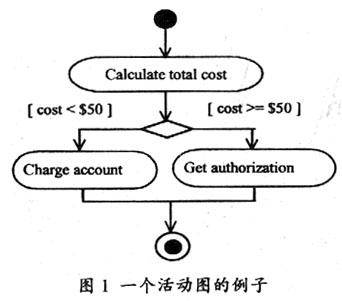 Calculate total cost
[ cost < $50 ]
[ cost >= $50 ]
Charge account
Get authorization
图 1 一个活动图的例子